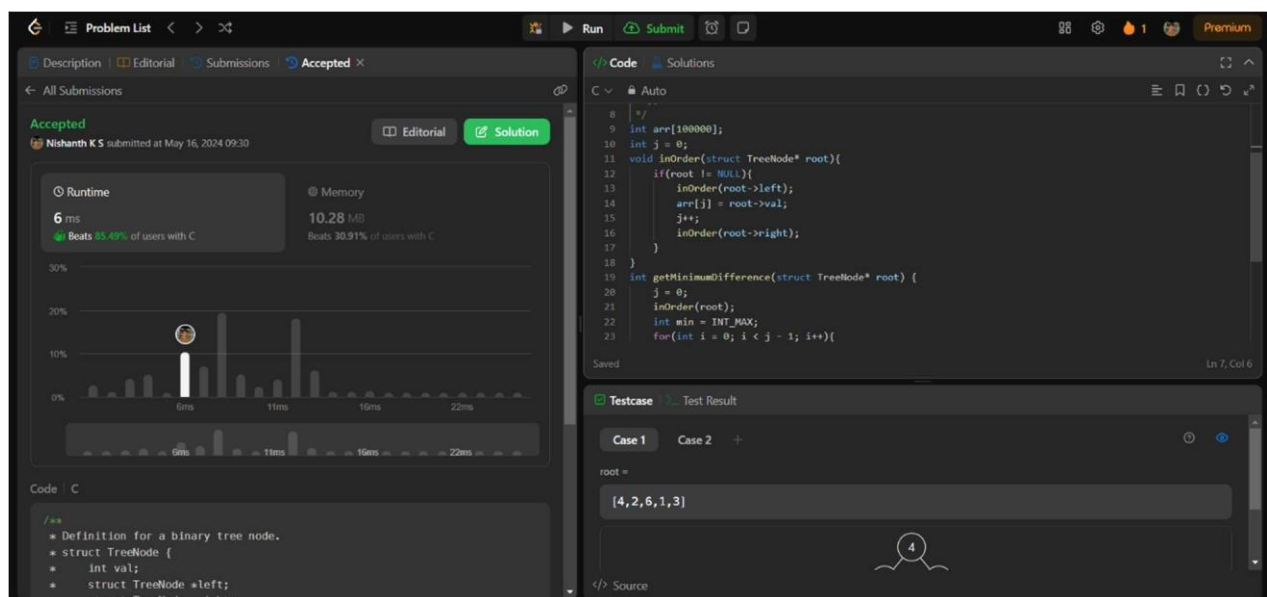 Problem List
Run
Submit
1
Premium
Description
Editorial
Submissions
Accepted
All Submissions
Accepted
Nishanth K S submitted at May 16, 2024 09:30
Editorial
Solution
Runtime
6 ms
Beats 85.49% of users with C
Memory
10.28 MB
Beats 30.91% of users with C
30%
20%
10%
0%
6ms 11ms 16ms 22ms
6ms 11ms 16ms 22ms
Code C
/**
* Definition for a binary tree node.
* struct TreeNode {
* int val;
* struct TreeNode *left;
</> Code
Solutions
C
Auto
8 */
9 int arr[100000];
10 int j = 0;
11 void inOrder(struct TreeNode* root){
12 if(root != NULL){
13 inOrder(root->left);
14 arr[j] = root->val;
15 j++;
16 inOrder(root->right);
17 }
18 }
19 int getMinimumDifference(struct TreeNode* root) {
20 j = 0;
21 inOrder(root);
22 int min = INT_MAX;
23 for(int i = 0; i < j - 1; i++){
Saved
Ln 7, Col 6
Testcase
>_ Test Result
Case 1
Case 2
+
root =
[4,2,6,1,3]
4
</> Source